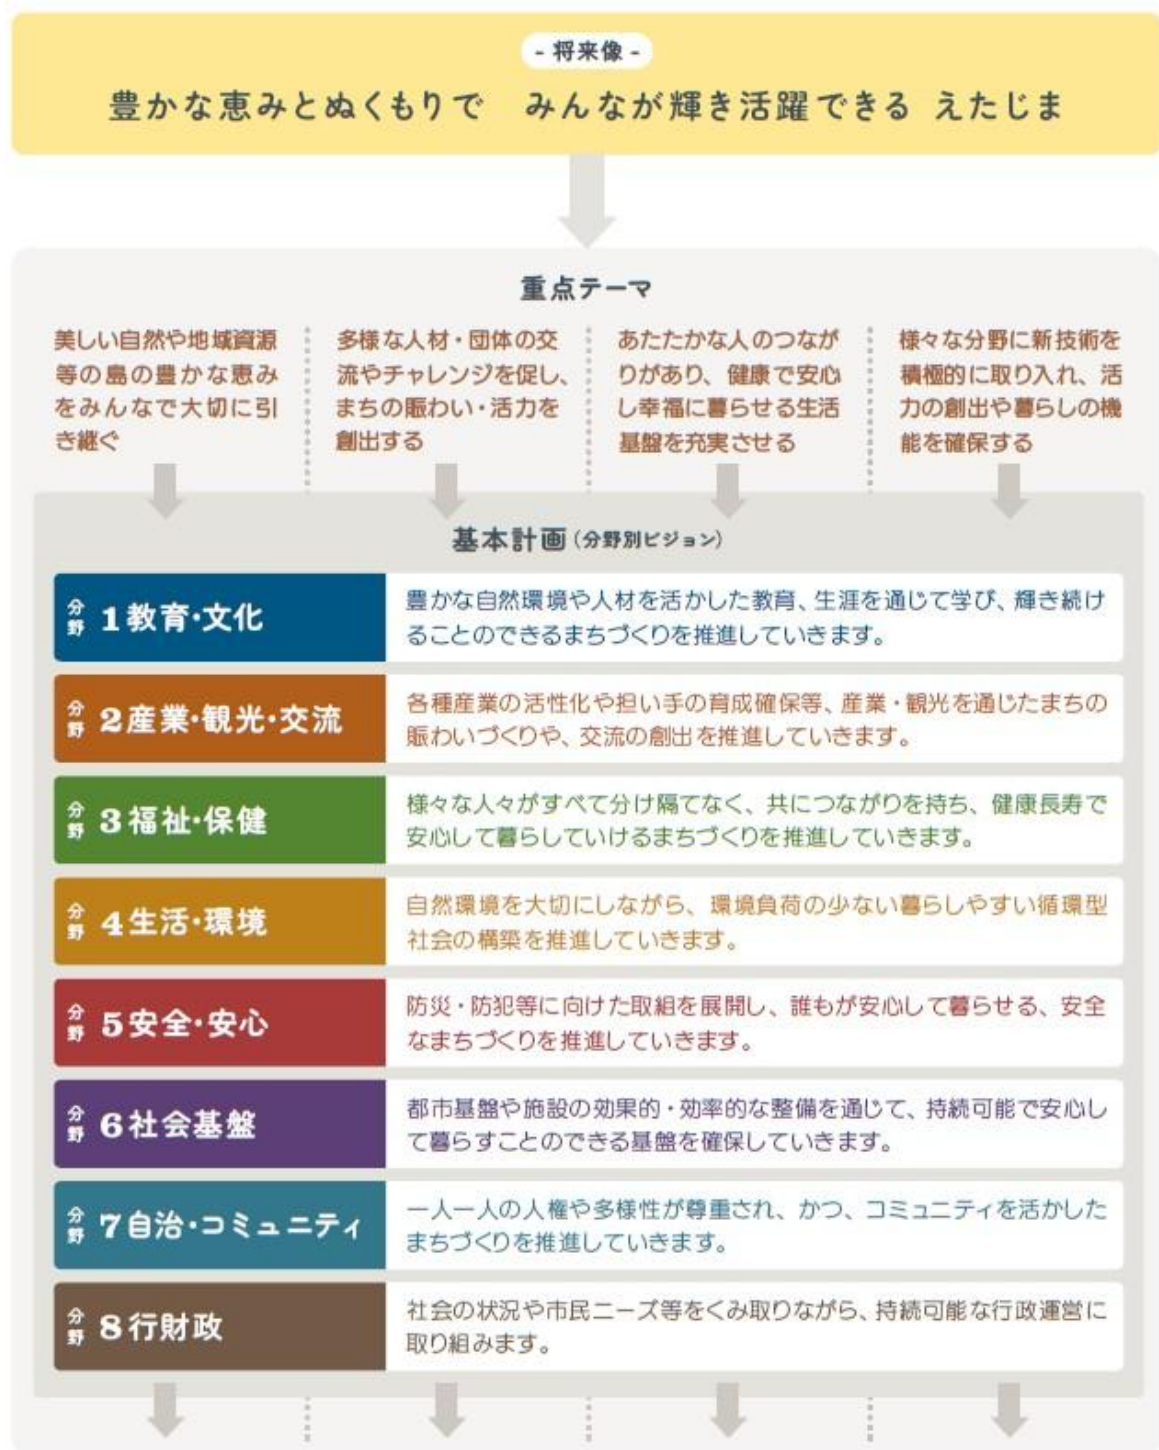 - 将来像 -
豊かな恵みとぬくもりで　みんなが輝き活躍できる えたじま
重点テーマ
美しい自然や地域資源
等の島の豊かな恵み
をみんなで大切に引
き継ぐ
多様な人材・団体の交
流やチャレンジを促し、
まちの賑わい・活力を
創出する
あたたかな人のつなが
りがあり、健康で安心
し幸福に暮らせる生活
基盤を充実させる
様々な分野に新技術を
積極的に取り入れ、活
力の創出や暮らしの機
能を確保する
基本計画(分野別ビジョン)
分野 1 教育・文化
豊かな自然環境や人材を活かした教育、生涯を通じて学び、輝き続け
ることのできるまちづくりを推進していきます。
分野 2 産業・観光・交流
各種産業の活性化や担い手の育成確保等、産業・観光を通じたまちの
賑わいづくりや、交流の創出を推進していきます。
分野 3 福祉・保健
様々な人々がすべて分け隔てなく、共につながりを持ち、健康長寿で
安心して暮らしていけるまちづくりを推進していきます。
分野 4 生活・環境
自然環境を大切にしながら、環境負荷の少ない暮らしやすい循環型
社会の構築を推進していきます。
分野 5 安全・安心
防災・防犯等に向けた取組を展開し、誰もが安心して暮らせる、安全
なまちづくりを推進していきます。
分野 6 社会基盤
都市基盤や施設の効果的・効率的な整備を通じて、持続可能で安心し
て暮らすことのできる基盤を確保していきます。
分野 7 自治・コミュニティ
一人一人の人権や多様性が尊重され、かつ、コミュニティを活かした
まちづくりを推進していきます。
分野 8 行財政
社会の状況や市民ニーズ等をくみ取りながら、持続可能な行政運営に
取り組みます。